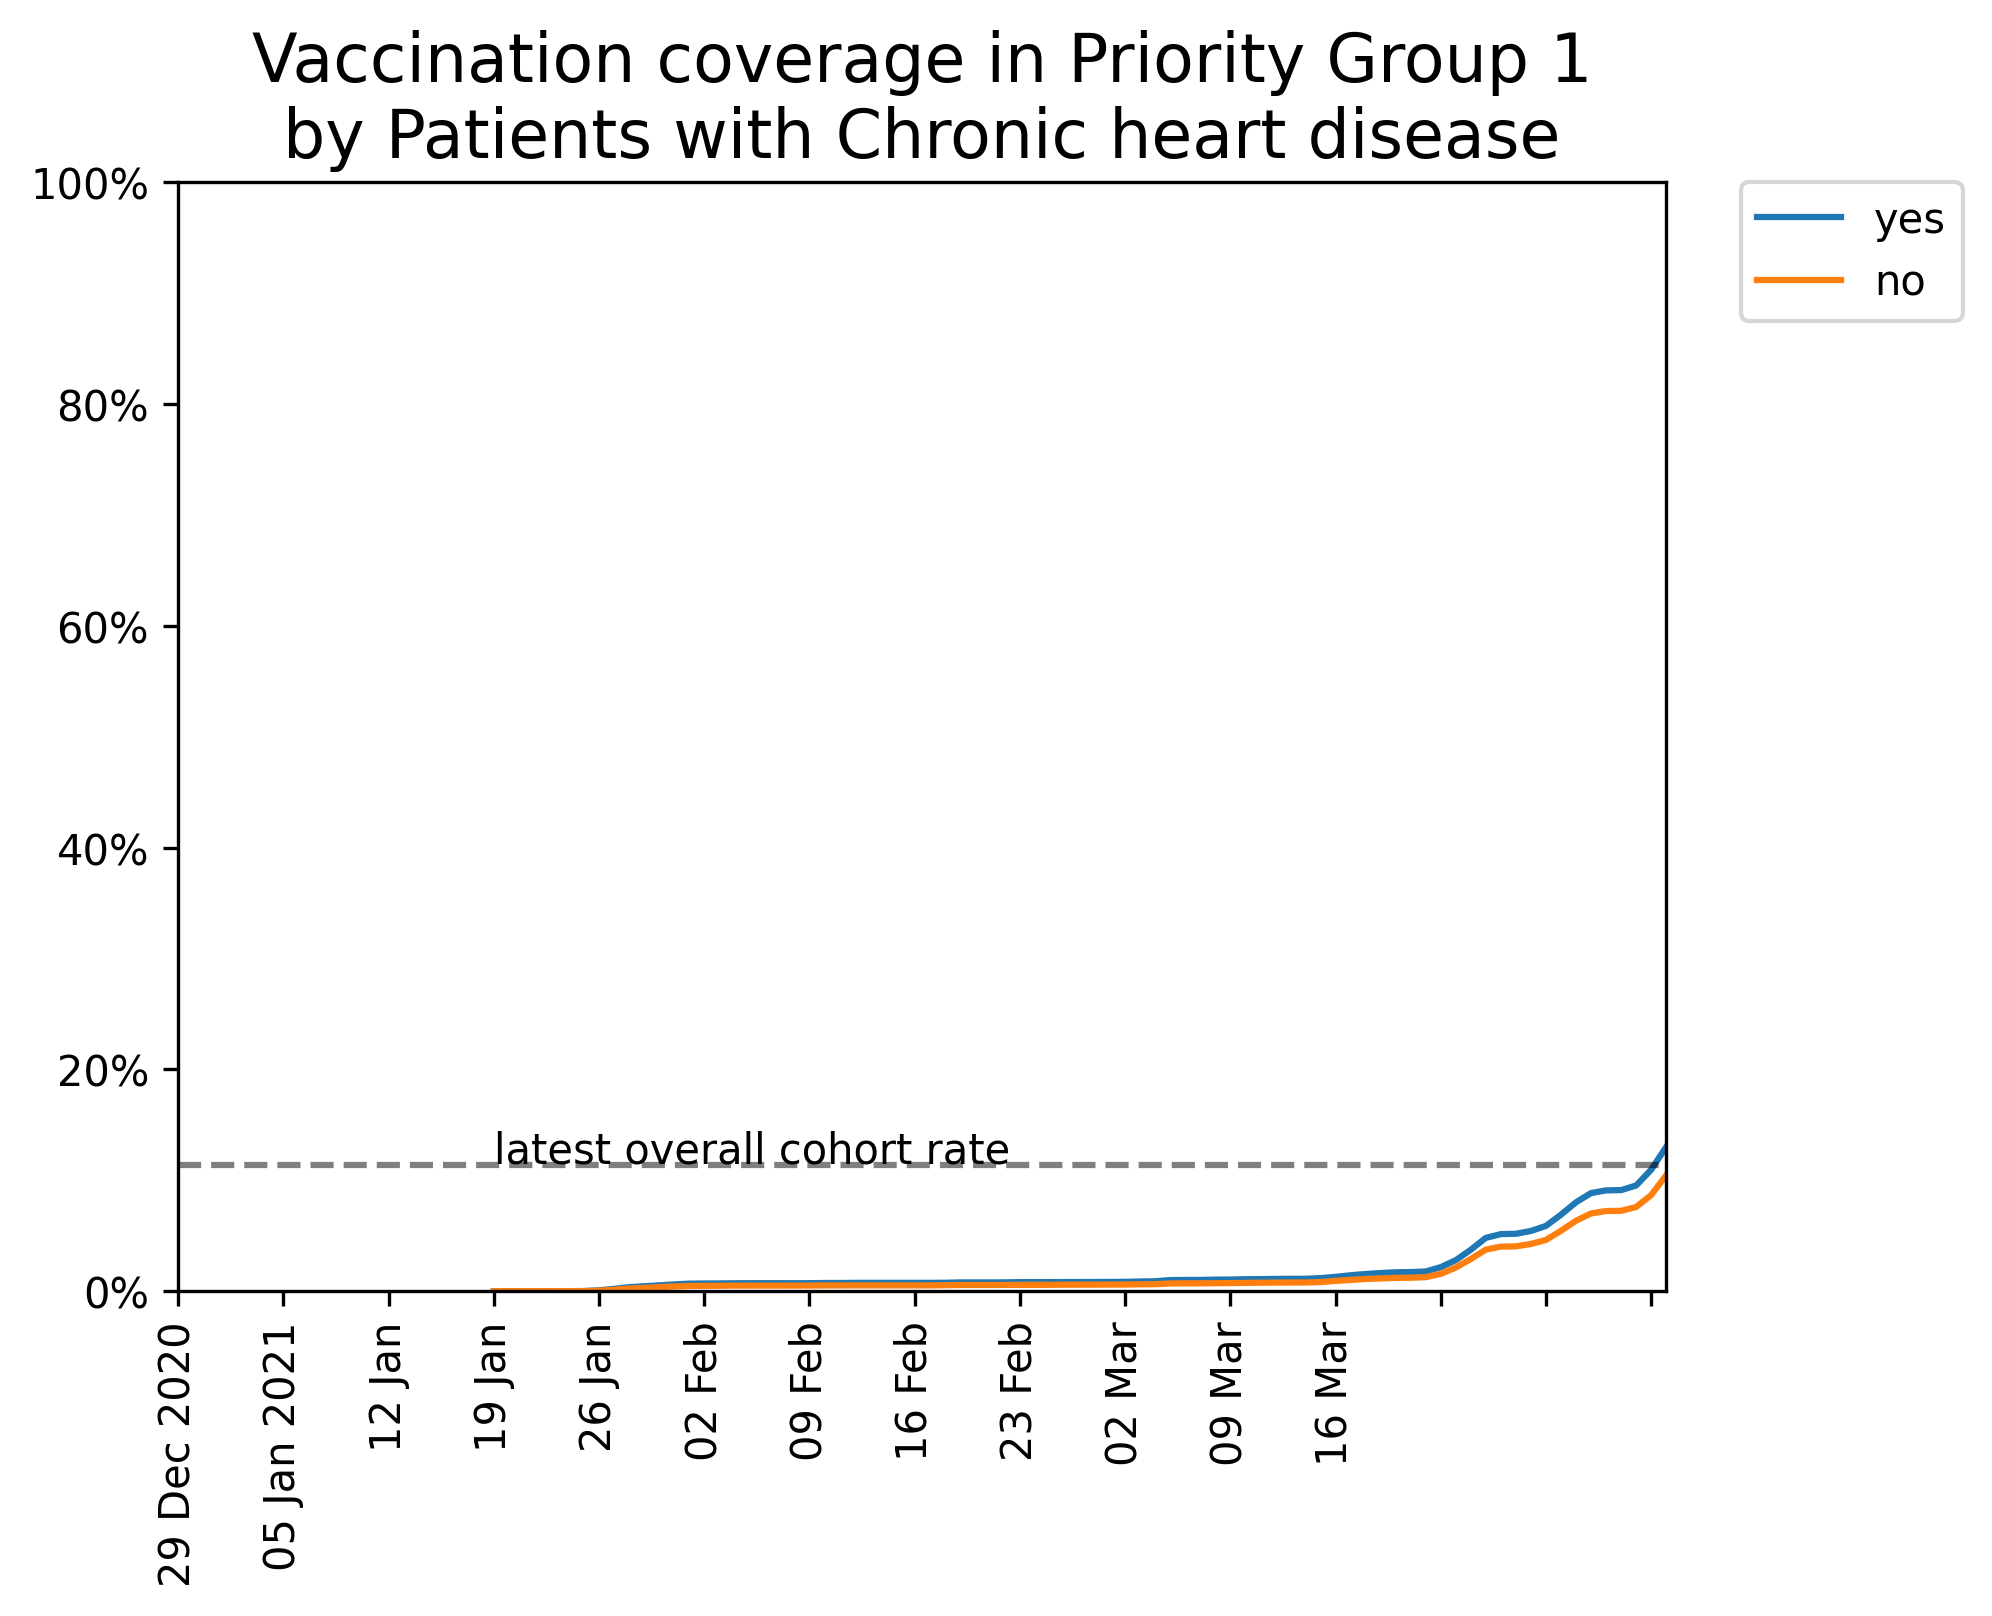 Vaccination coverage in Priority Group 1
by Patients with Chronic heart disease
100%
80%
60%
40%
20%
0%
latest overall cohort rate
yes
no
29 Dec 2020
05 Jan 2021
12 Jan
19 Jan
26 Jan
02 Feb
09 Feb
16 Feb
23 Feb
02 Mar
09 Mar
16 Mar